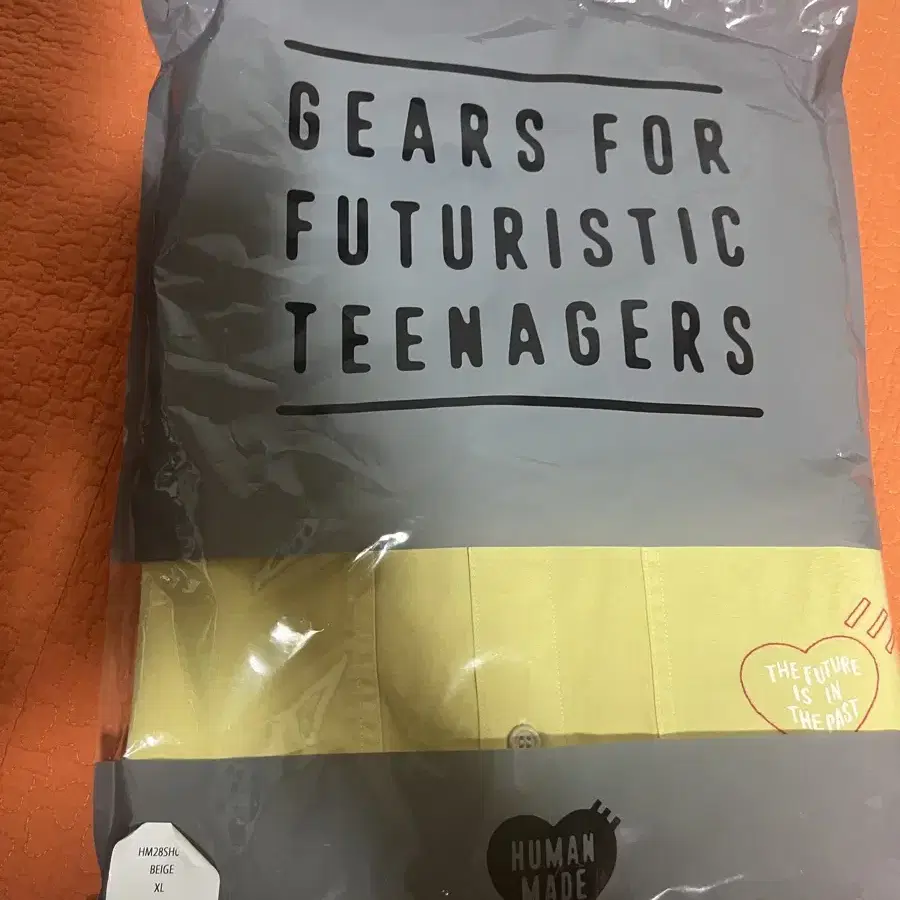 GEARS FOR
FUTURISTIC
TEENAGERS
THE FUTURE
IS IN
THE PAST
HUMAN
MADE
BEIGE
XL